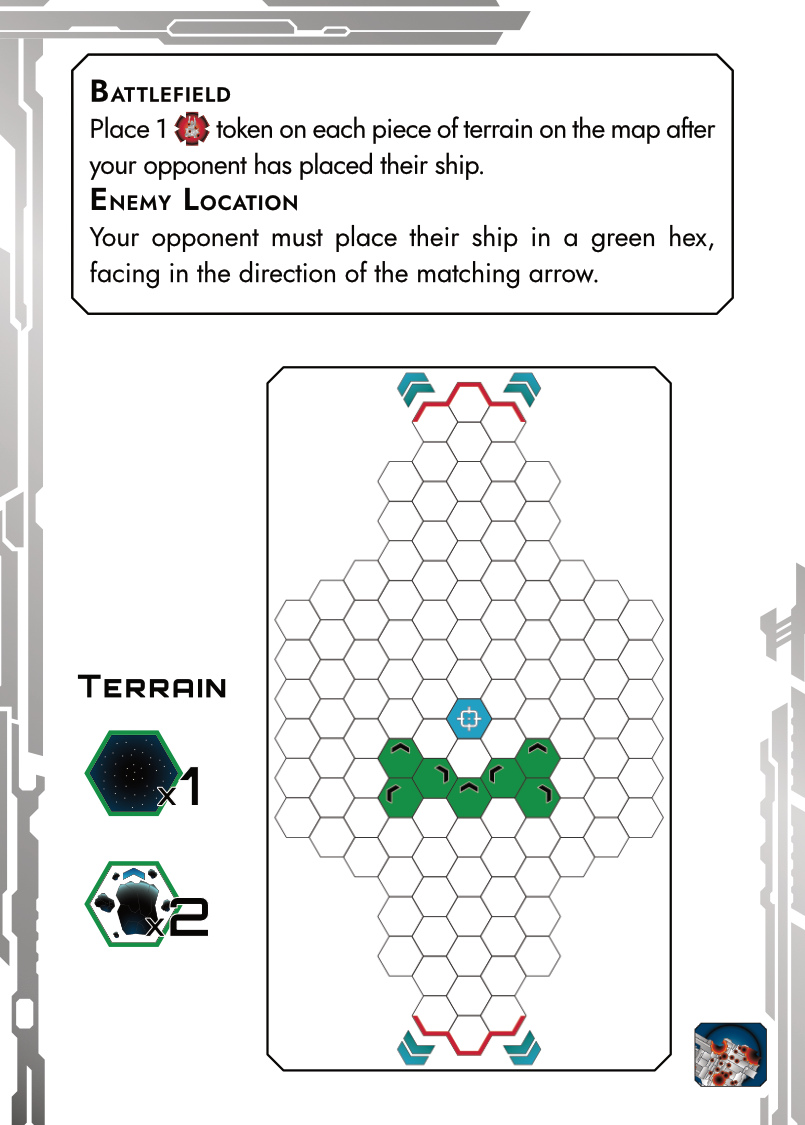 Battlefield
Place 1 token on each piece of terrain on the map after
your opponent has placed their ship.
Enemy Location
Your opponent must place their ship in a green hex,
facing in the direction of the matching arrow.
Terrain
x1
x2